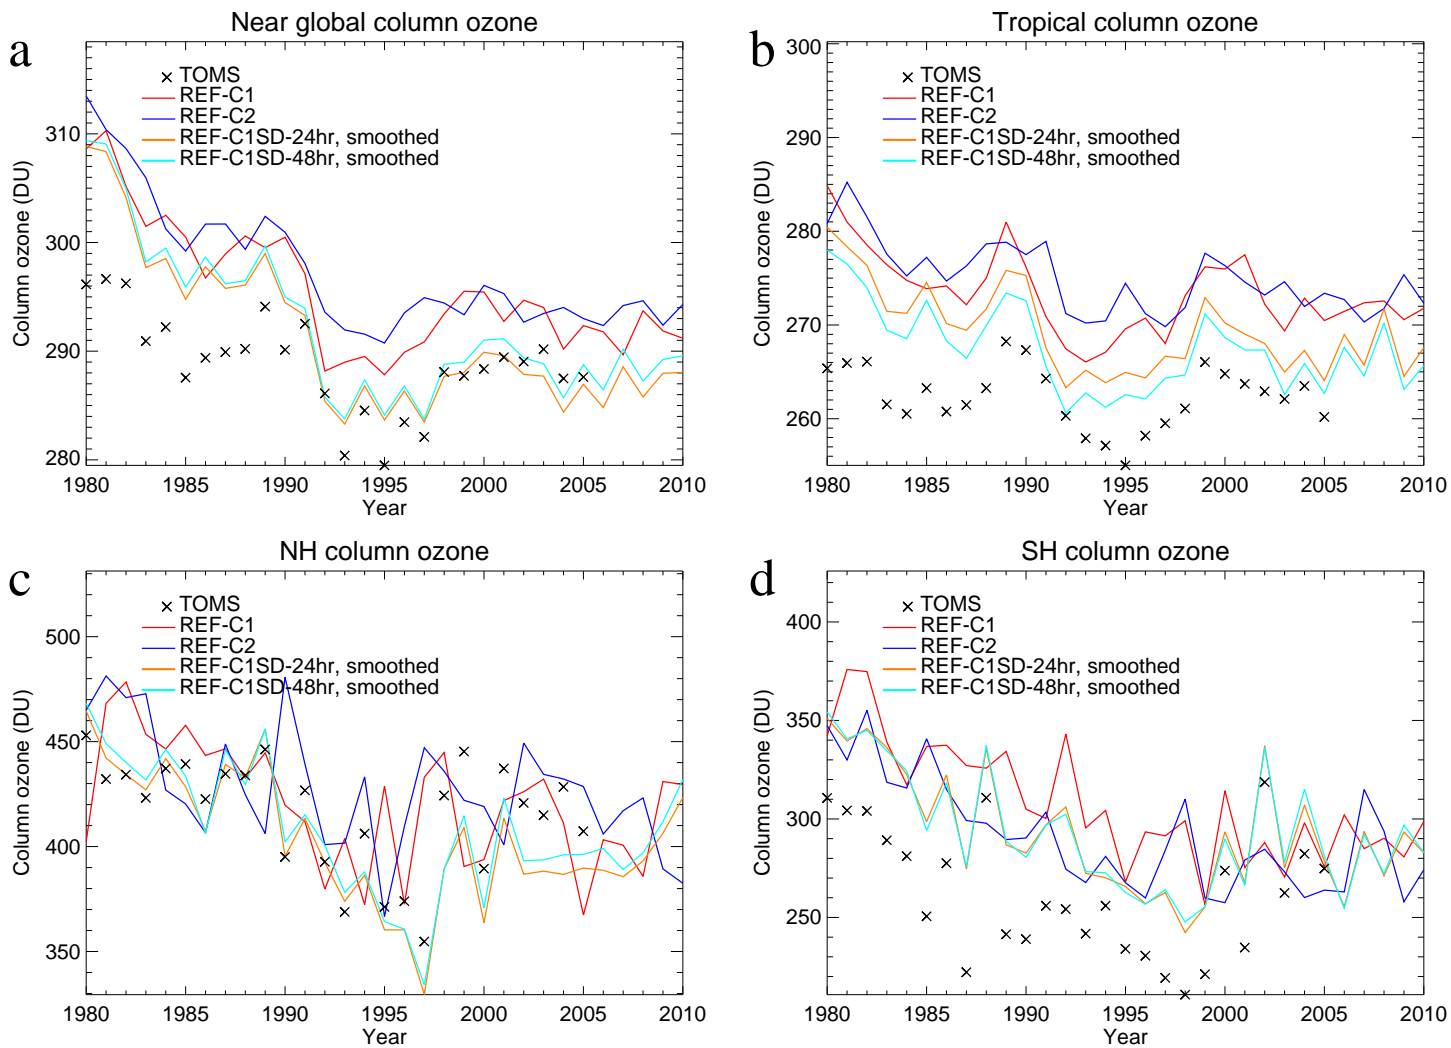 a
Near global column ozone
TOMS
REF-C1
REF-C2
REF-C1SD-24hr, smoothed
REF-C1SD-48hr, smoothed
Column ozone (DU)
310
300
290
280
1980 1985 1990 1995 2000 2005 2010
Year
b
Tropical column ozone
TOMS
REF-C1
REF-C2
REF-C1SD-24hr, smoothed
REF-C1SD-48hr, smoothed
Column ozone (DU)
300
290
280
270
260
1980 1985 1990 1995 2000 2005 2010
Year
c
NH column ozone
TOMS
REF-C1
REF-C2
REF-C1SD-24hr, smoothed
REF-C1SD-48hr, smoothed
Column ozone (DU)
500
450
400
350
1980 1985 1990 1995 2000 2005 2010
Year
d
SH column ozone
TOMS
REF-C1
REF-C2
REF-C1SD-24hr, smoothed
REF-C1SD-48hr, smoothed
Column ozone (DU)
400
350
300
250
1980 1985 1990 1995 2000 2005 2010
Year